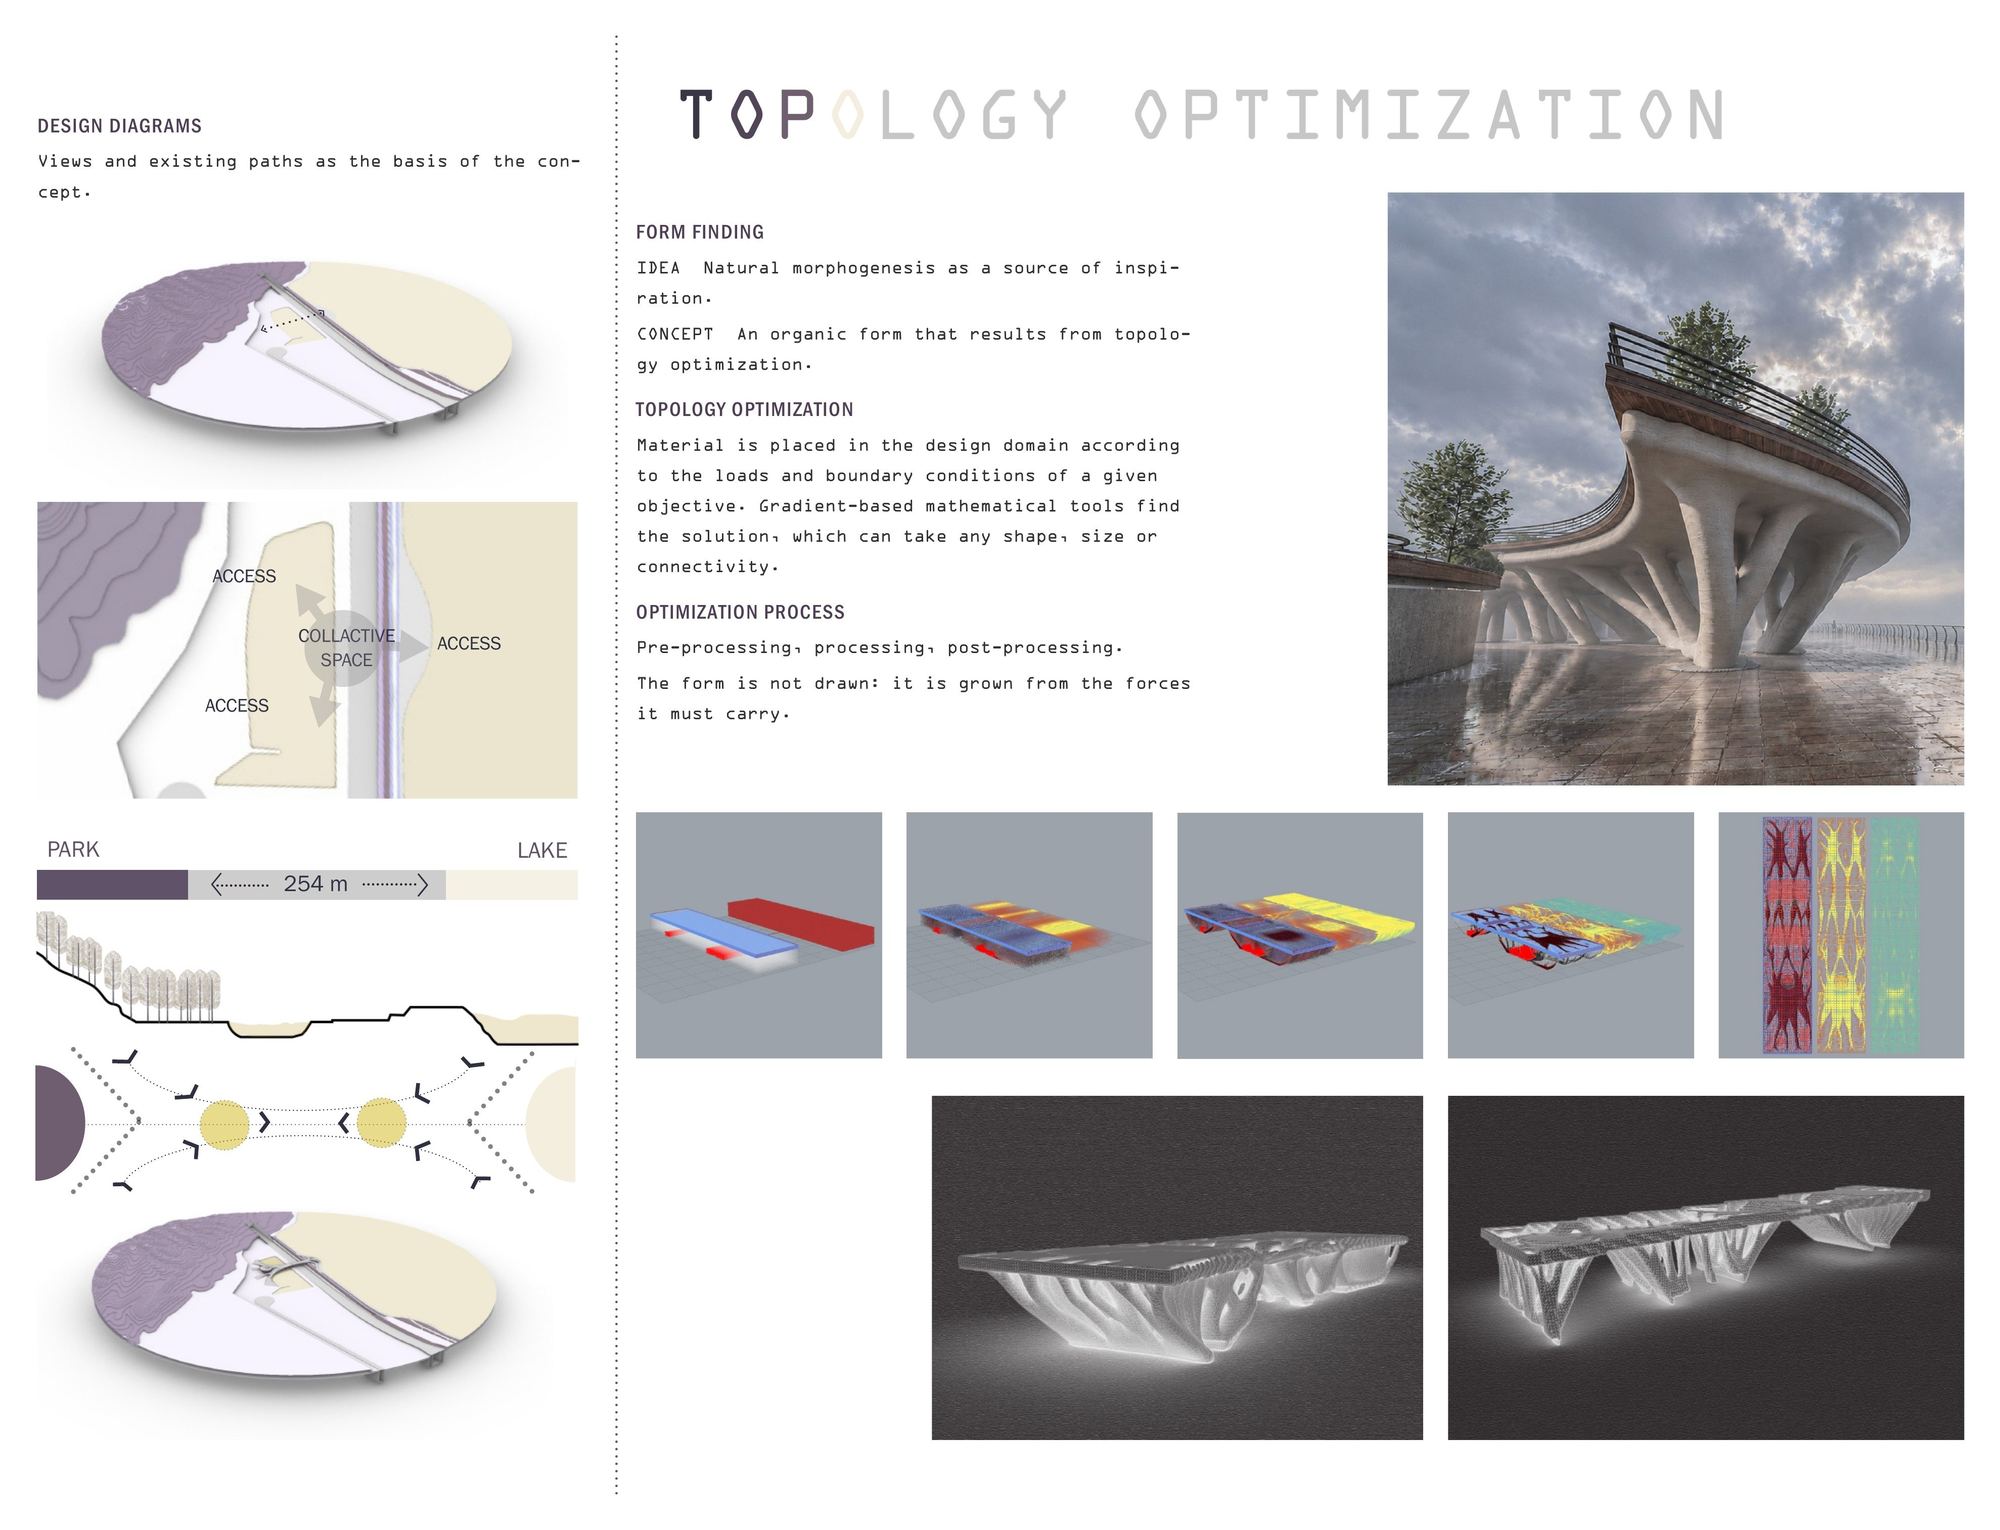 DESIGN DIAGRAMS
Views and existing paths as the basis of the con-
cept.
ACCESS
COLLACTIVE
SPACE
ACCESS
ACCESS
PARK
LAKE
254 m
TOPOLOGY OPTIMIZATION
FORM FINDING
IDEA Natural morphogenesis as a source of inspi-
ration.
CONCEPT An organic form that results from topolo-
gy optimization.
TOPOLOGY OPTIMIZATION
Material is placed in the design domain according
to the loads and boundary conditions of a given
objective. Gradient-based mathematical tools find
the solution, which can take any shape, size or
connectivity.
OPTIMIZATION PROCESS
Pre-processing, processing, post-processing.
The form is not drawn: it is grown from the forces
it must carry.